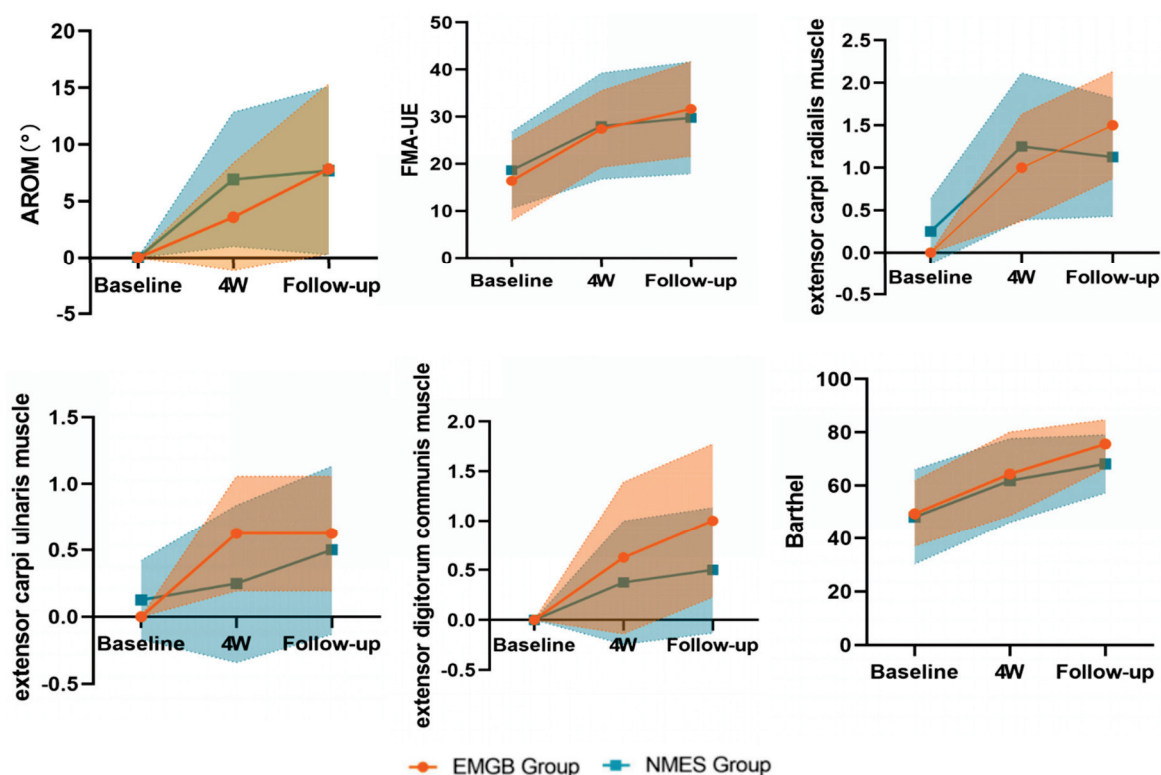 AROM(°)
20
15
10
5
0
-5
Baseline 4W Follow-up
FMA-UE
50
40
30
20
10
0
Baseline 4W Follow-up
extensor carpi radialis muscle
2.5
2.0
1.5
1.0
0.5
0.0
-0.5
Baseline 4W Follow-up
extensor carpi ulnaris muscle
1.5
1.0
0.5
0.0
-0.5
Baseline 4W Follow-up
extensor digitorum communis muscle
2.0
1.5
1.0
0.5
0.0
-0.5
Baseline 4W Follow-up
Barthel
100
80
60
40
20
0
Baseline 4W Follow-up
EMGB Group NMES Group